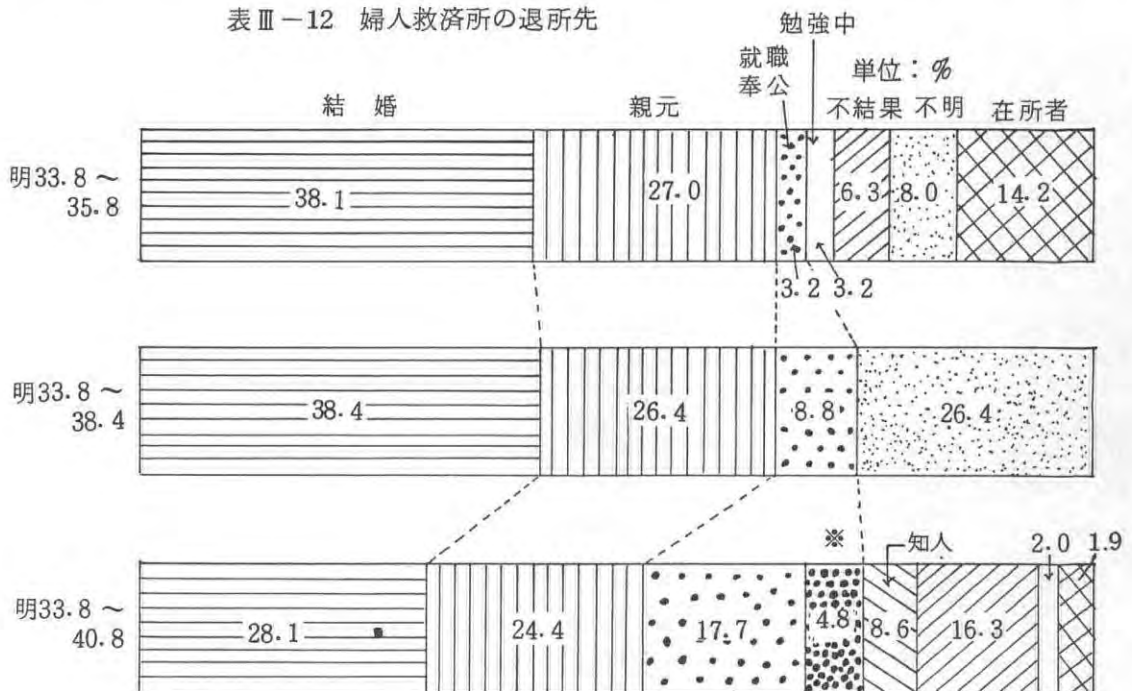 表Ⅲ－12　婦人救済所の退所先
単位：%
結　婚
親元
就職
奉公
勉強中
不結果
不明
在所者
明33.8～
35.8
38.1
27.0
3.2
3.2
6.3
8.0
14.2
明33.8～
38.4
38.4
26.4
8.8
26.4
※
知人
2.0
1.9
明33.8～
40.8
28.1
24.4
17.7
4.8
8.6
16.3